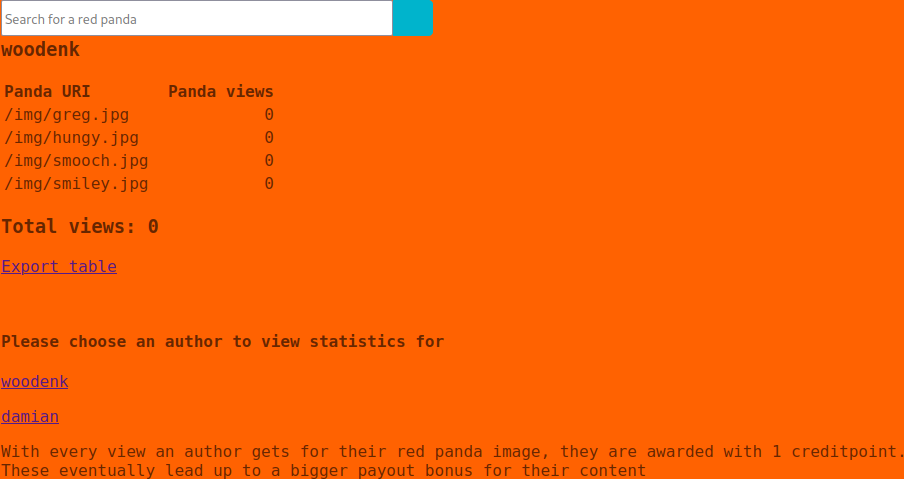 Search for a red panda
woodenk
Panda URI Panda views
/img/greg.jpg 0
/img/hungy.jpg 0
/img/smooch.jpg 0
/img/smiley.jpg 0
Total views: 0
Export table
Please choose an author to view statistics for
woodenk
damian
With every view an author gets for their red panda image, they are awarded with 1 creditpoint.
These eventually lead up to a bigger payout bonus for their content